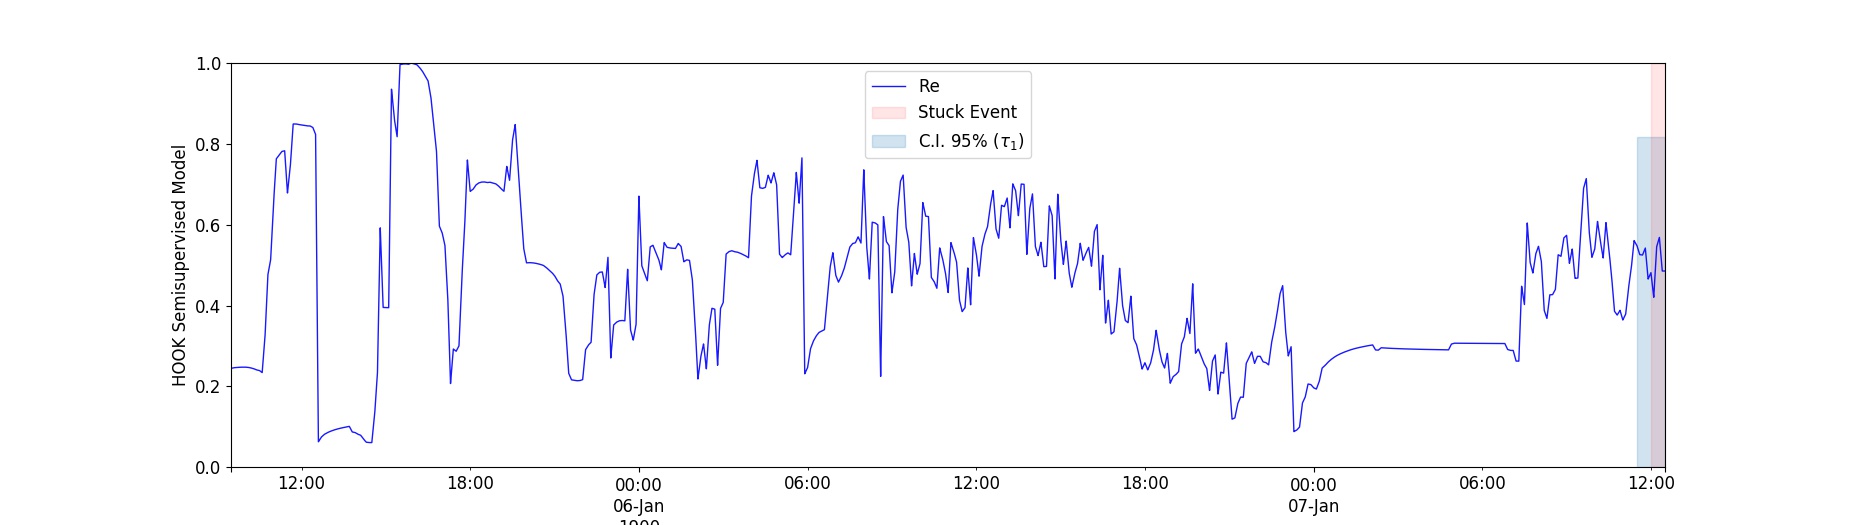 1.0
0.8
0.6
0.4
0.2
0.0
HOOK Semisupervised Model
Re
Stuck Event
C.I. 95% (τ₁)
12:00 18:00 00:00 06:00 12:00 18:00 00:00 06:00 12:00
06-Jan 07-Jan
1900